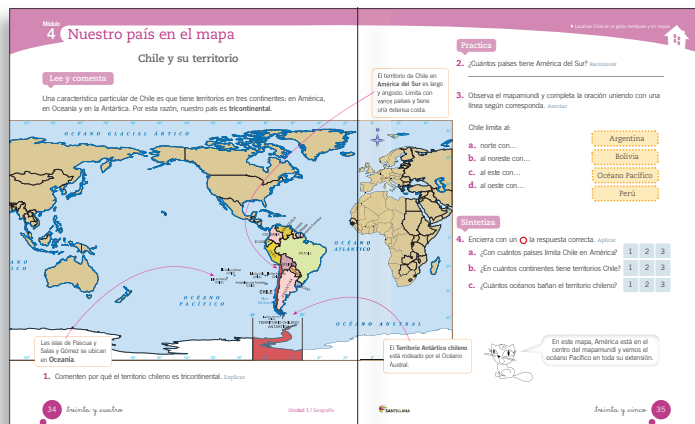 Módulo
4 Nuestro país en el mapa
Chile y su territorio
Lee y comenta
Una característica particular de Chile es que tiene territorios en tres continentes: en América,
en Oceanía y en la Antártica. Por esta razón, nuestro país es tricontinental.
El territorio de Chile en
América del Sur es largo
y angosto. Limita con
varios países y tiene
una extensa costa.
OCÉANO GLACIAL ÁRTICO
N
OCÉANO
ATLÁNTICO
BRASIL
OCÉANO
PACÍFICO
CHILE
OCÉANO AUSTRAL
TERRITORIO CHILENO
ANTÁRTICO
Las islas de Pascua y
Salas y Gómez se ubican
en Oceanía.
El Territorio Antártico chileno
está rodeado por el Océano
Austral.
1. Comenten por qué el territorio chileno es tricontinental. Explicar
34 treinta y cuatro
Unidad 1 / Geografía
Localizar Chile en el globo terráqueo y en mapas
Practica
2. ¿Cuántos países tiene América del Sur? Reconocer
3. Observa el mapamundi y completa la oración uniendo con una
línea según corresponda. Asociar
Chile limita al:
a. norte con...
b. al noreste con...
c. al este con...
d. al oeste con...
Argentina
Bolivia
Océano Pacífico
Perú
Sintetiza
4. Encierra con un la respuesta correcta. Aplicar
a. ¿Con cuántos países limita Chile en América? 1 2 3
b. ¿En cuántos continentes tiene territorios Chile? 1 2 3
c. ¿Cuántos océanos bañan el territorio chileno? 1 2 3
En este mapa, América está en el
centro del mapamundi y vemos el
océano Pacífico en toda su extensión.
SANTILLANA
treinta y cinco 35